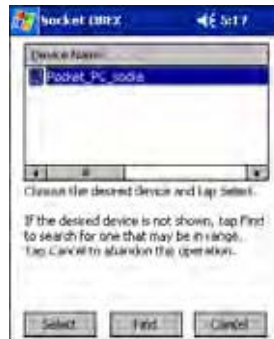 Socket OBEX 5:17
Device Name
Pocket_PC_socke
Choose the desired device and tap Select.
If the desired device is not shown, tap Find
to search for one that may be in range.
Tap Cancel to abandon this operation.
Select Find Cancel